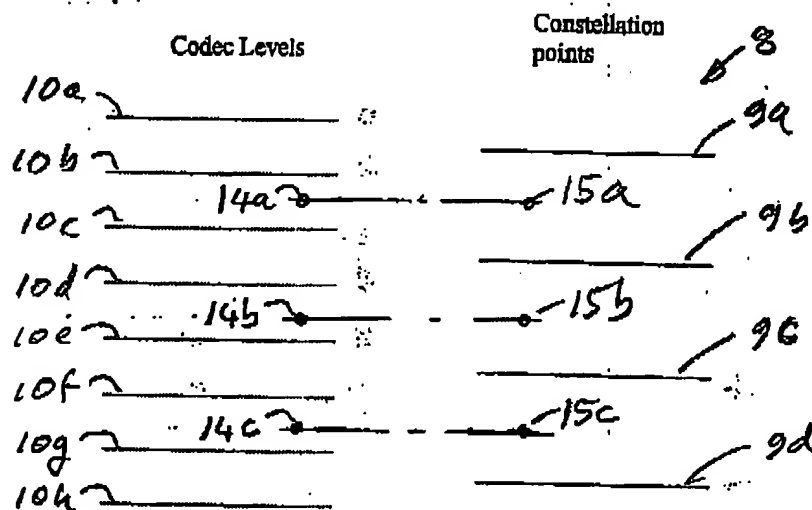 Codec Levels
Constellation
points
8
10a
9a
10b
14a
15a
10c
9b
10d
14b
15b
10e
9c
10f
14c
15c
10g
9d
10h